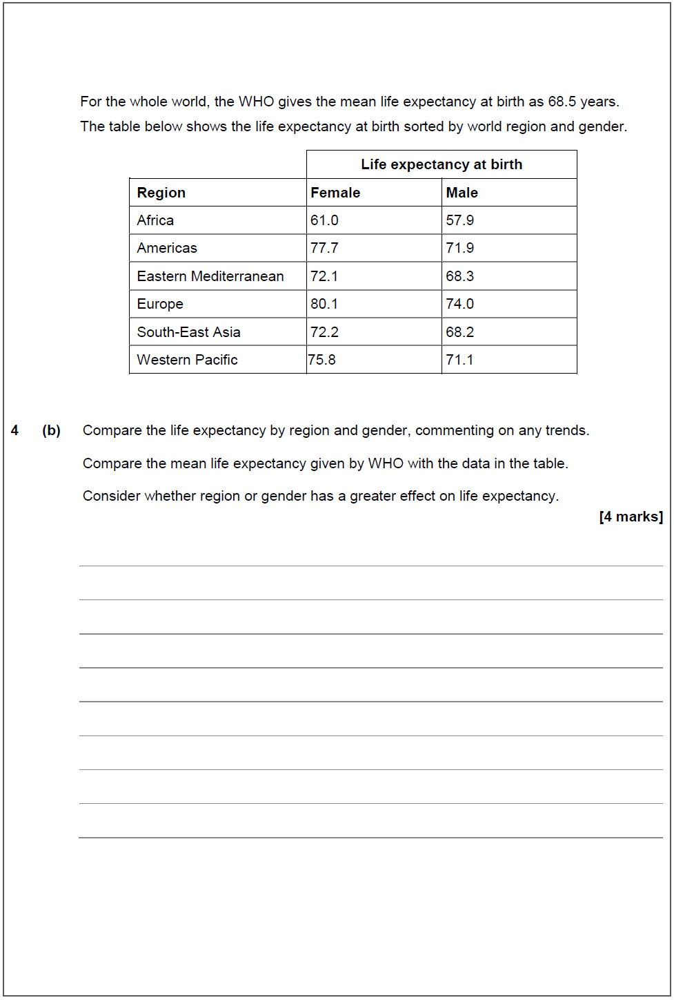 For the whole world, the WHO gives the mean life expectancy at birth as 68.5 years.
The table below shows the life expectancy at birth sorted by world region and gender.
Life expectancy at birth
Region Female Male
Africa 61.0 57.9
Americas 77.7 71.9
Eastern Mediterranean 72.1 68.3
Europe 80.1 74.0
South-East Asia 72.2 68.2
Western Pacific 75.8 71.1
4 (b) Compare the life expectancy by region and gender, commenting on any trends.
Compare the mean life expectancy given by WHO with the data in the table.
Consider whether region or gender has a greater effect on life expectancy.
[4 marks]